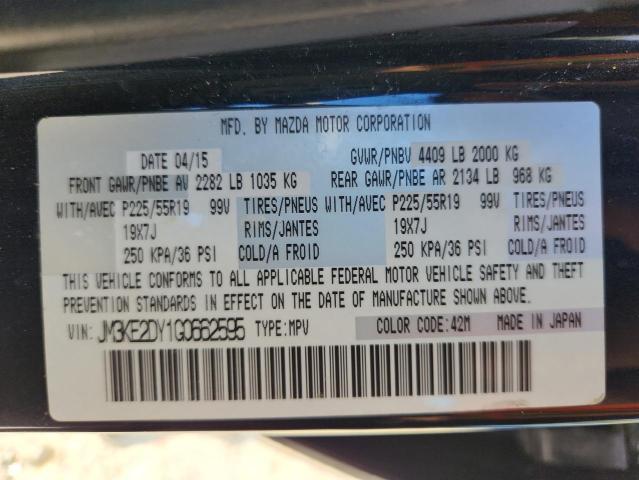 MFD. BY MAZDA MOTOR CORPORATION
DATE 04/15 GVWR/PNBV 4409 LB 2000 KG
FRONT GAWR/PNBE AV 2282 LB 1035 KG REAR GAWR/PNBE AR 2134 LB 968 KG
WITH/AVEC P225/55R19 99V TIRES/PNEUS WITH/AVEC P225/55R19 99V TIRES/PNEUS
19X7J RIMS/JANTES 19X7J RIMS/JANTES
250 KPA/36 PSI COLD/A FROID 250 KPA/36 PSI COLD/A FROID
THIS VEHICLE CONFORMS TO ALL APPLICABLE FEDERAL MOTOR VEHICLE SAFETY AND THEFT
PREVENTION STANDARDS IN EFFECT ON THE DATE OF MANUFACTURE SHOWN ABOVE.
VIN: JM3KE2DY1G0662595 TYPE:MPV COLOR CODE:42M MADE IN JAPAN